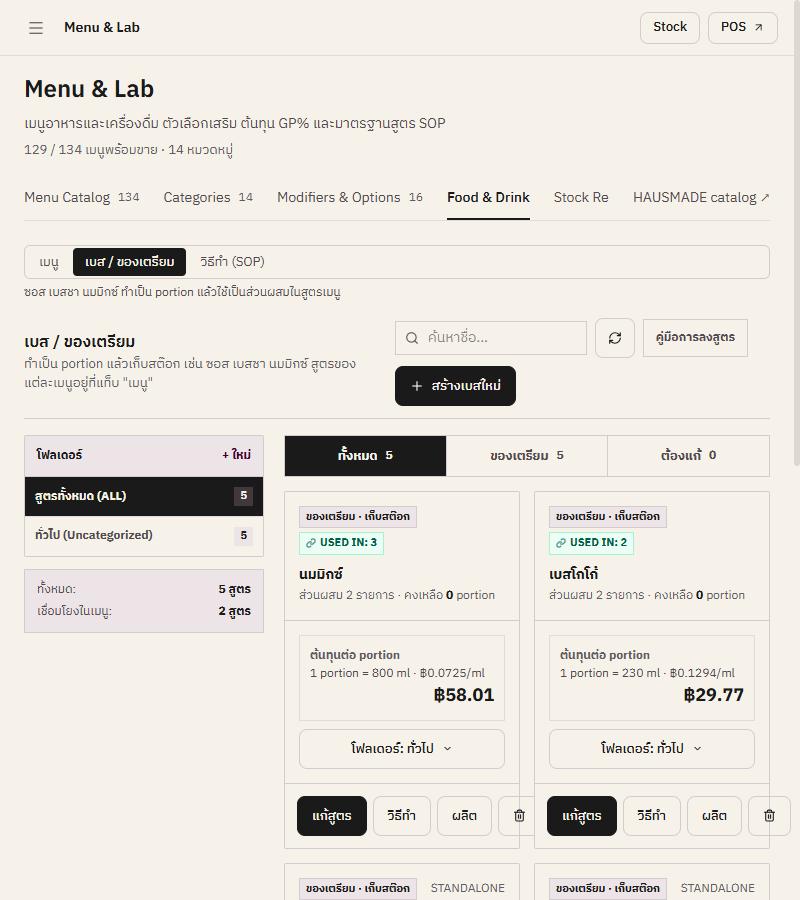 Menu & Lab
Stock
POS ↗
Menu & Lab
เมนูอาหารและเครื่องดื่ม ตัวเลือกเสริม ต้นทุน GP% และมาตรฐานสูตร SOP
129 / 134 เมนูพร้อมขาย · 14 หมวดหมู่
Menu Catalog 134
Categories 14
Modifiers & Options 16
Food & Drink
Stock Re
HAUSMADE catalog ↗
เมนู
เบส / ของเตรียม
วิธีทำ (SOP)
ซอส เบสชา นมมิกซ์ ทำเป็น portion แล้วใช้เป็นส่วนผสมในสูตรเมนู
เบส / ของเตรียม
ทำเป็น portion แล้วเก็บสต๊อก เช่น ซอส เบสชา นมมิกซ์ สูตรของ
แต่ละเมนูอยู่ที่แท็บ "เมนู"
ค้นหาชื่อ...
คู่มือการลงสูตร
+ สร้างเบสใหม่
โฟลเดอร์
+ ใหม่
สูตรทั้งหมด (ALL) 5
ทั่วไป (Uncategorized) 5
ทั้งหมด: 5 สูตร
เชื่อมโยงในเมนู: 2 สูตร
ทั้งหมด 5
ของเตรียม 5
ต้องแก้ 0
ของเตรียม · เก็บสต๊อก
USED IN: 3
นมมิกซ์
ส่วนผสม 2 รายการ · คงเหลือ 0 portion
ต้นทุนต่อ portion
1 portion = 800 ml · ฿0.0725/ml
฿58.01
โฟลเดอร์: ทั่วไป
แก้สูตร
วิธีทำ
ผลิต
ของเตรียม · เก็บสต๊อก
USED IN: 2
เบสโกโก้
ส่วนผสม 2 รายการ · คงเหลือ 0 portion
ต้นทุนต่อ portion
1 portion = 230 ml · ฿0.1294/ml
฿29.77
โฟลเดอร์: ทั่วไป
แก้สูตร
วิธีทำ
ผลิต
ของเตรียม · เก็บสต๊อก
STANDALONE
ของเตรียม · เก็บสต๊อก
STANDALONE